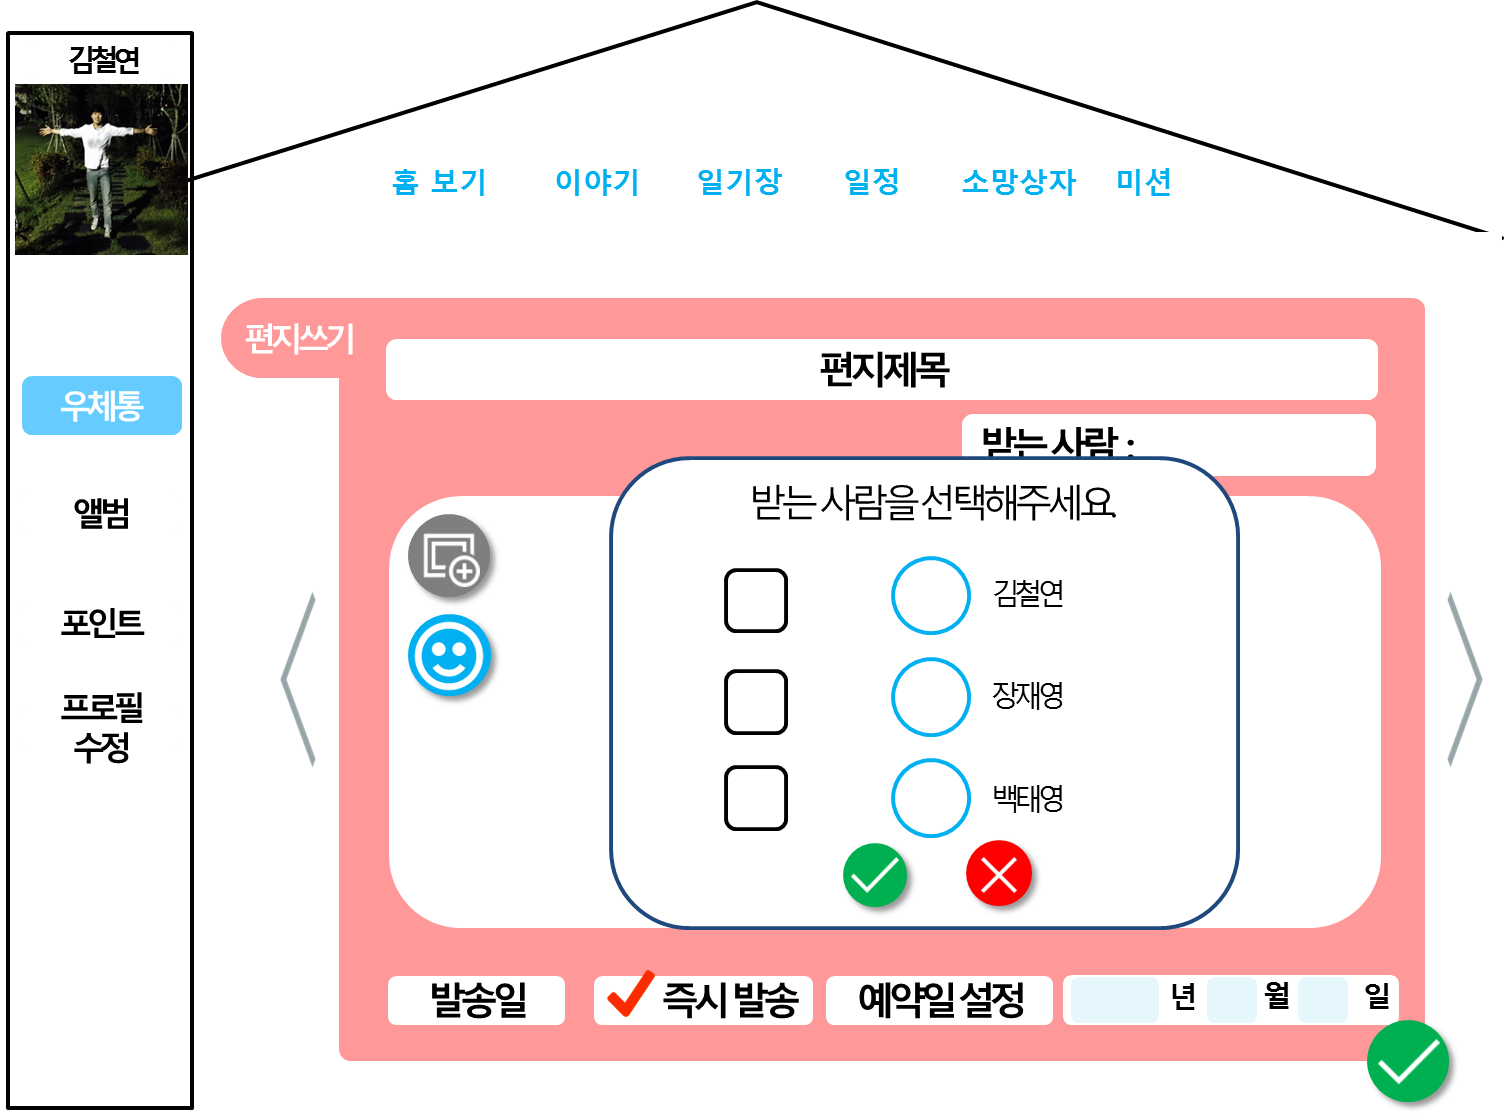 김철연
홈 보기
이야기
일기장
일정
소망상자
미션
우체통
앨범
포인트
프로필
수정
편지쓰기
편지제목
받는 사람 :
받는 사람을 선택해주세요.
김철연
장재영
백태영
발송일
즉시 발송
예약일 설정
년
월
일